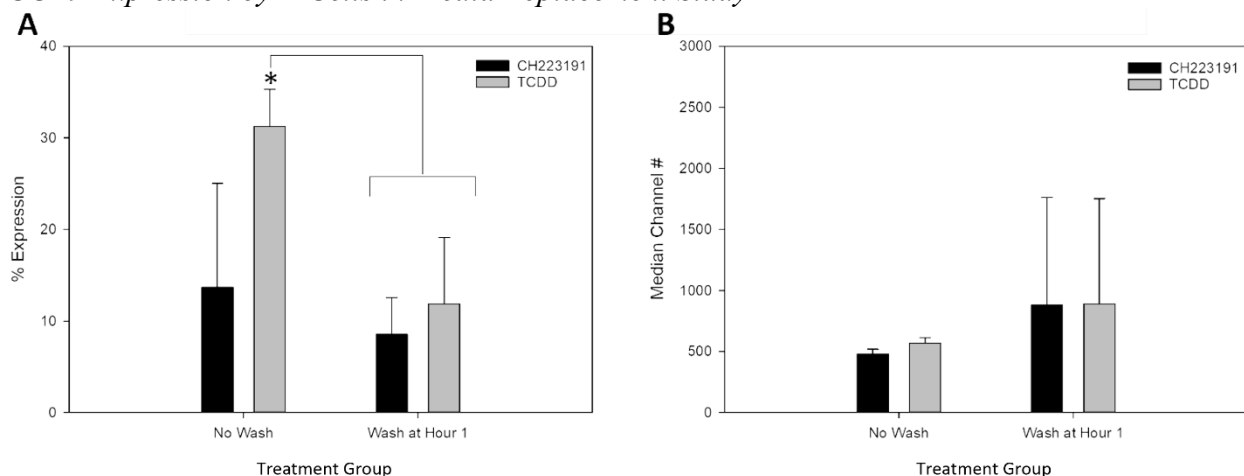 A
40
30
20
10
0
% Expression
*
CH223191
TCDD
No Wash
Wash at Hour 1
Treatment Group
B
3000
2500
2000
1500
1000
500
0
Median Channel #
CH223191
TCDD
No Wash
Wash at Hour 1
Treatment Group